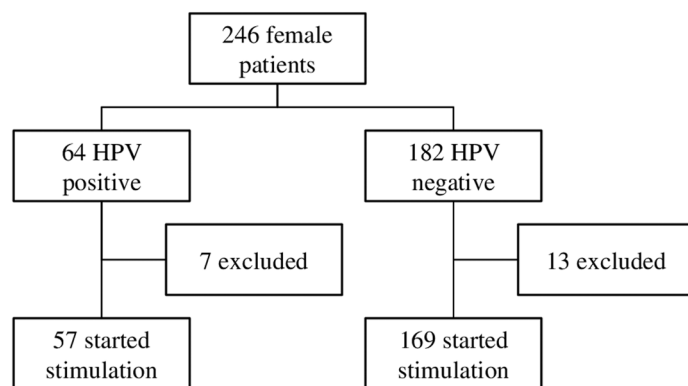 246 female
patients
64 HPV
positive
182 HPV
negative
7 excluded
13 excluded
57 started
stimulation
169 started
stimulation